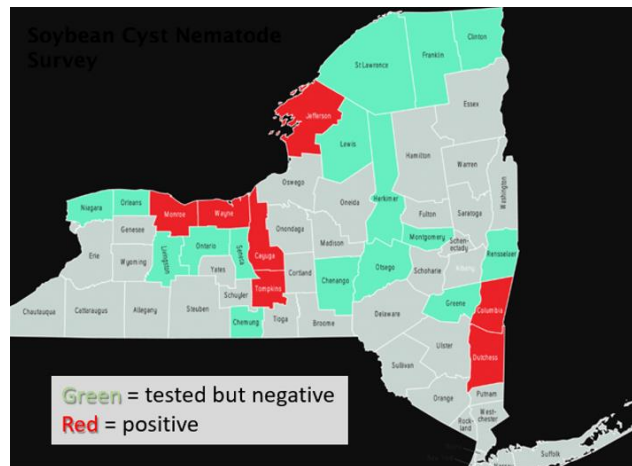 Soybean Cyst Nematode
Survey
Clinton
Franklin
St Lawrence
Essex
Jefferson
Lewis
Hamilton
Warren
Washington
Oswego
Herkimer
Oneida
Niagara
Orleans
Monroe
Wayne
Fulton
Saratoga
Genesee
Onondaga
Madison
Montgomery
Schen-
ectady
Ontario
Seneca
Cayuga
Rensselaer
Erie
Wyoming
Livingston
Yates
Cortland
Chenango
Otsego
Schoharie
Albany
Tompkins
Schuyler
Greene
Columbia
Chautauque
Cattaraugus
Allegany
Steuben
Chemung
Tioga
Broome
Delaware
Ulster
Dutchess
Sullivan
Green = tested but negative
Red = positive
Orange
Putnam
Rock-
land
West-
chester
Suffolk